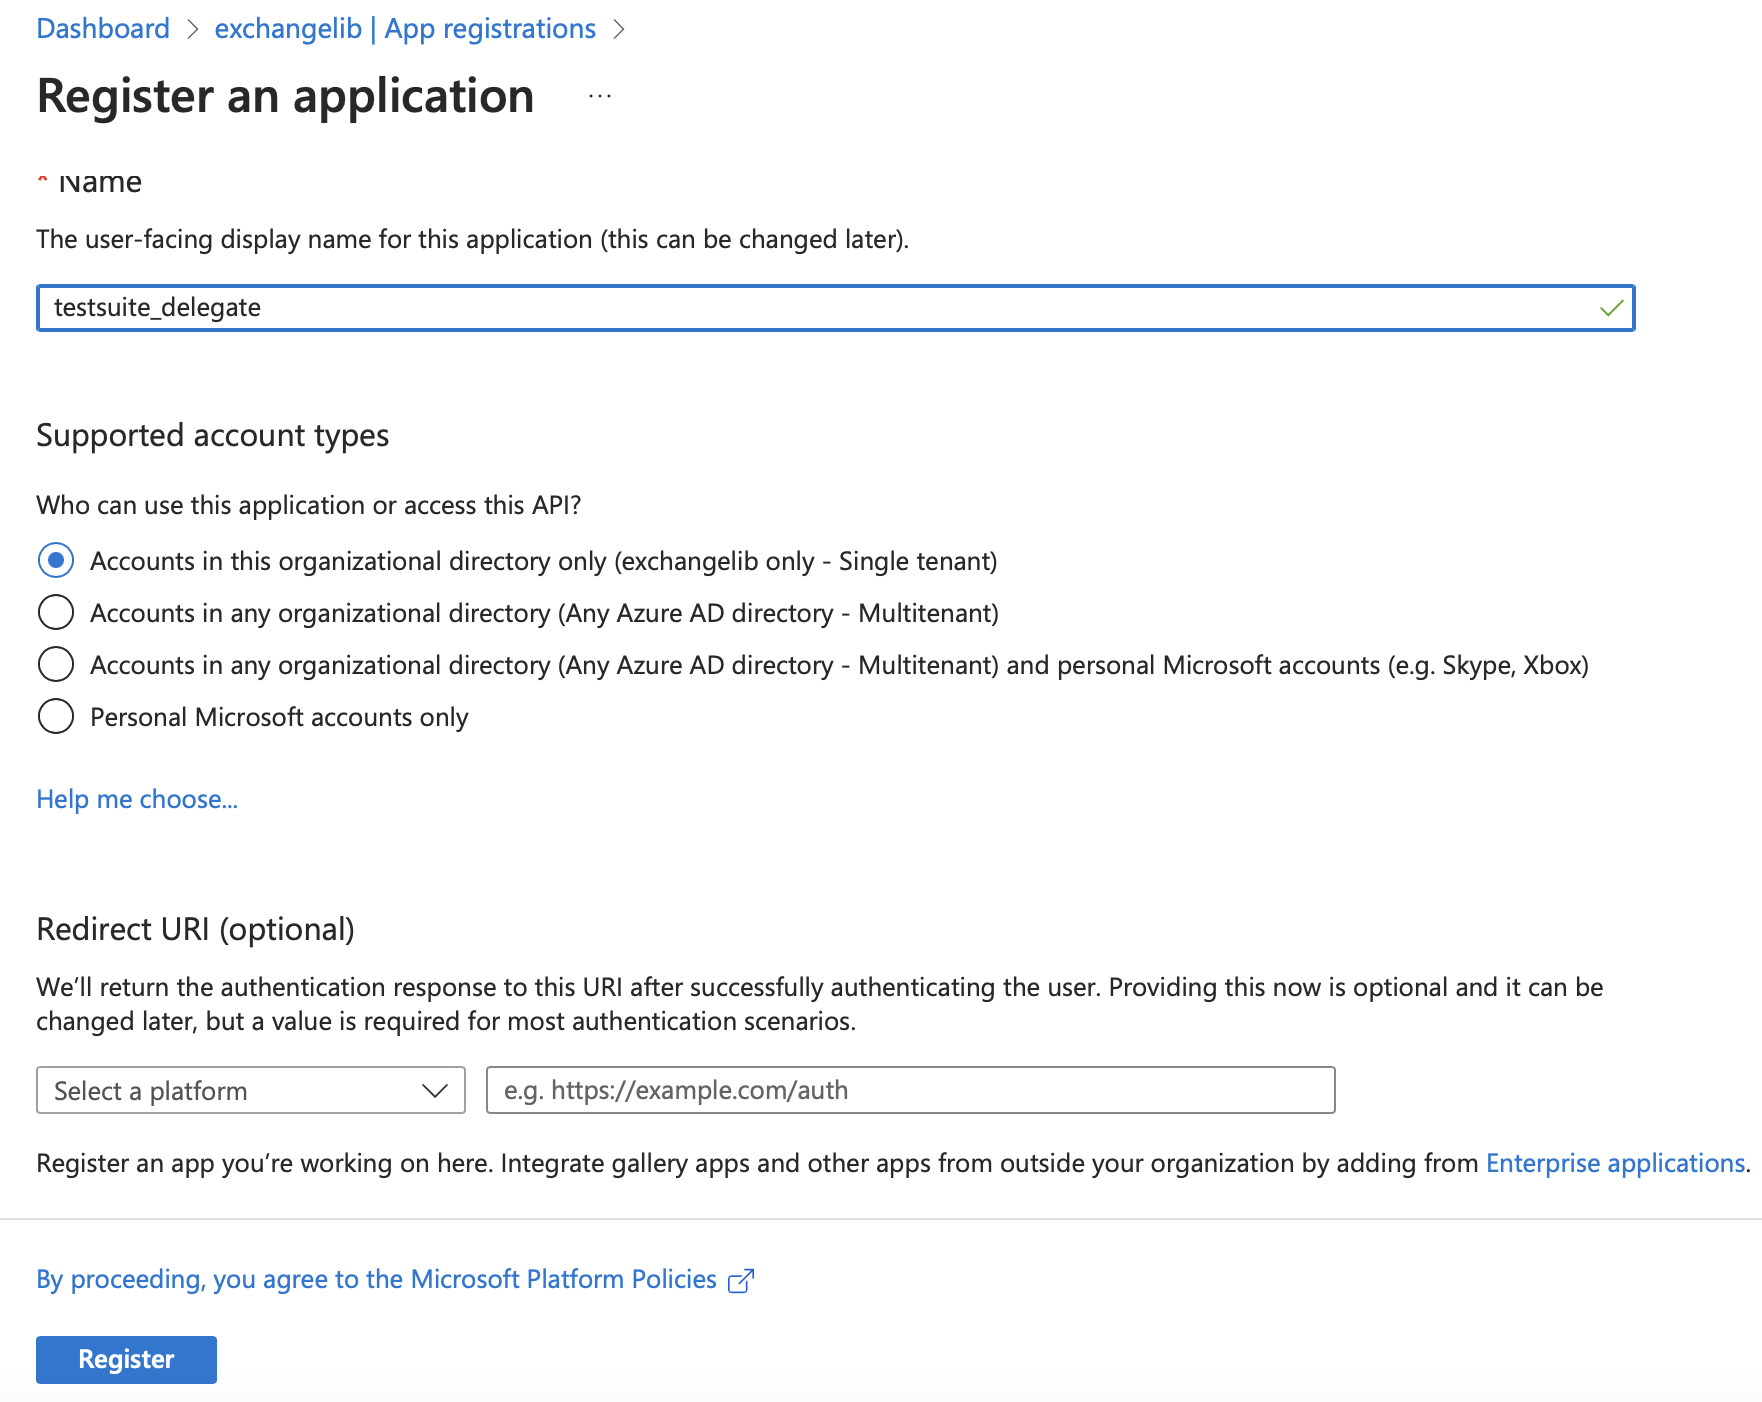 Dashboard > exchangelib | App registrations >
Register an application ...
* Name
The user-facing display name for this application (this can be changed later).
testsuite_delegate
Supported account types
Who can use this application or access this API?
Accounts in this organizational directory only (exchangelib only - Single tenant)
Accounts in any organizational directory (Any Azure AD directory - Multitenant)
Accounts in any organizational directory (Any Azure AD directory - Multitenant) and personal Microsoft accounts (e.g. Skype, Xbox)
Personal Microsoft accounts only
Help me choose...
Redirect URI (optional)
We’ll return the authentication response to this URI after successfully authenticating the user. Providing this now is optional and it can be
changed later, but a value is required for most authentication scenarios.
Select a platform
e.g. https://example.com/auth
Register an app you’re working on here. Integrate gallery apps and other apps from outside your organization by adding from Enterprise applications.
By proceeding, you agree to the Microsoft Platform Policies
Register